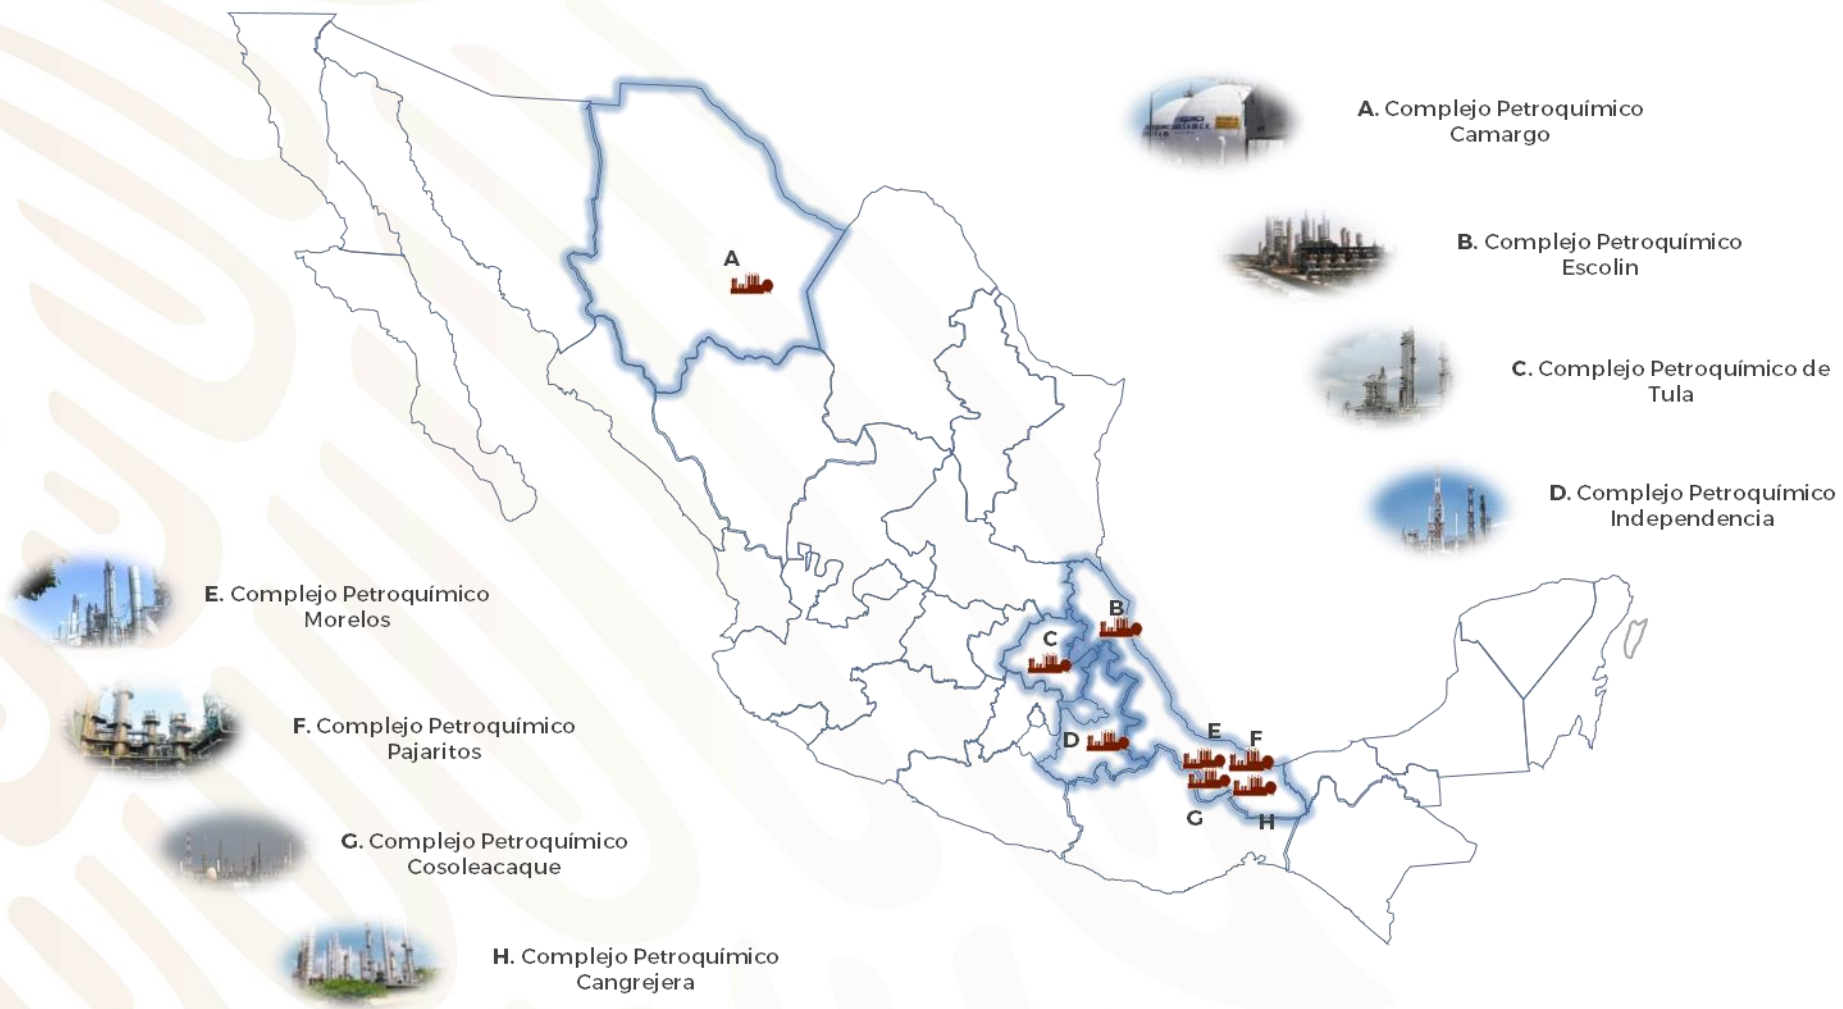 A. Complejo Petroquímico
Camargo
B. Complejo Petroquímico
Escolin
C. Complejo Petroquímico de
Tula
D. Complejo Petroquímico
Independencia
E. Complejo Petroquímico
Morelos
F. Complejo Petroquímico
Pajaritos
G. Complejo Petroquímico
Cosoleacaque
H. Complejo Petroquímico
Cangrejera
A
B
C
D
E
F
G
H